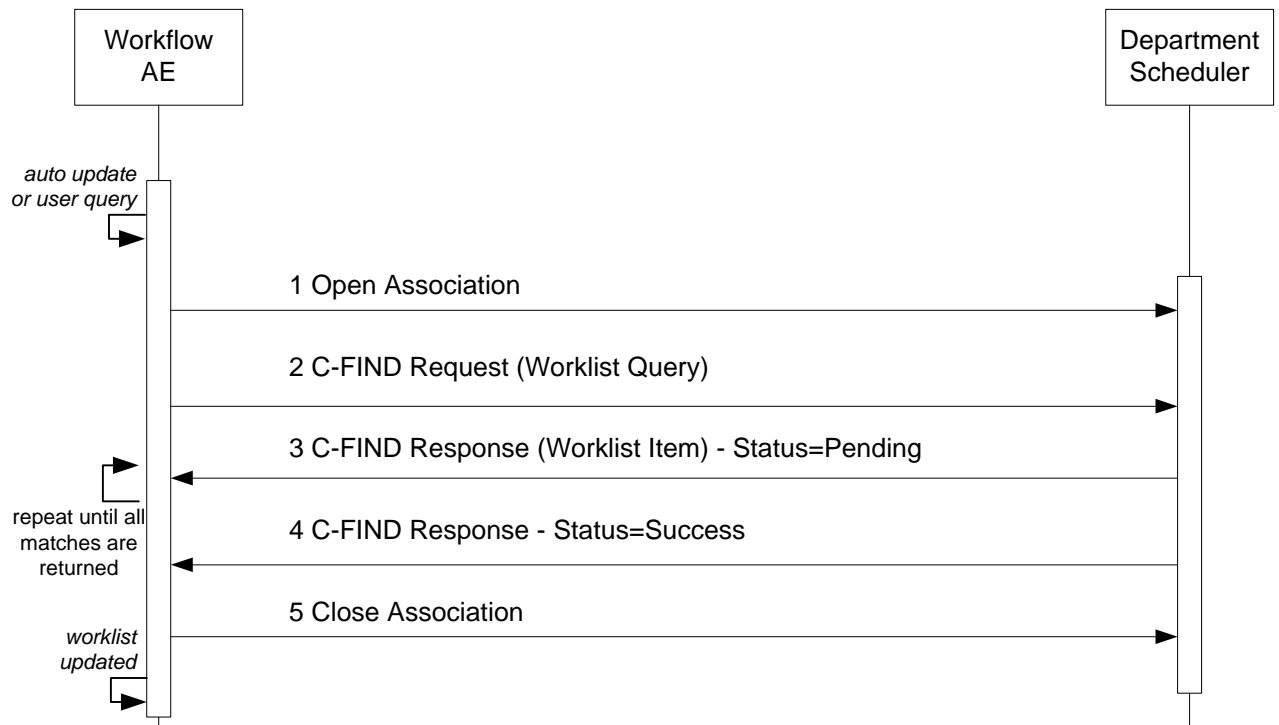 Workflow
AE
Department
Scheduler
auto update
or user query
1 Open Association
2 C-FIND Request (Worklist Query)
3 C-FIND Response (Worklist Item) - Status=Pending
repeat until all
matches are
returned
4 C-FIND Response - Status=Success
5 Close Association
worklist
updated